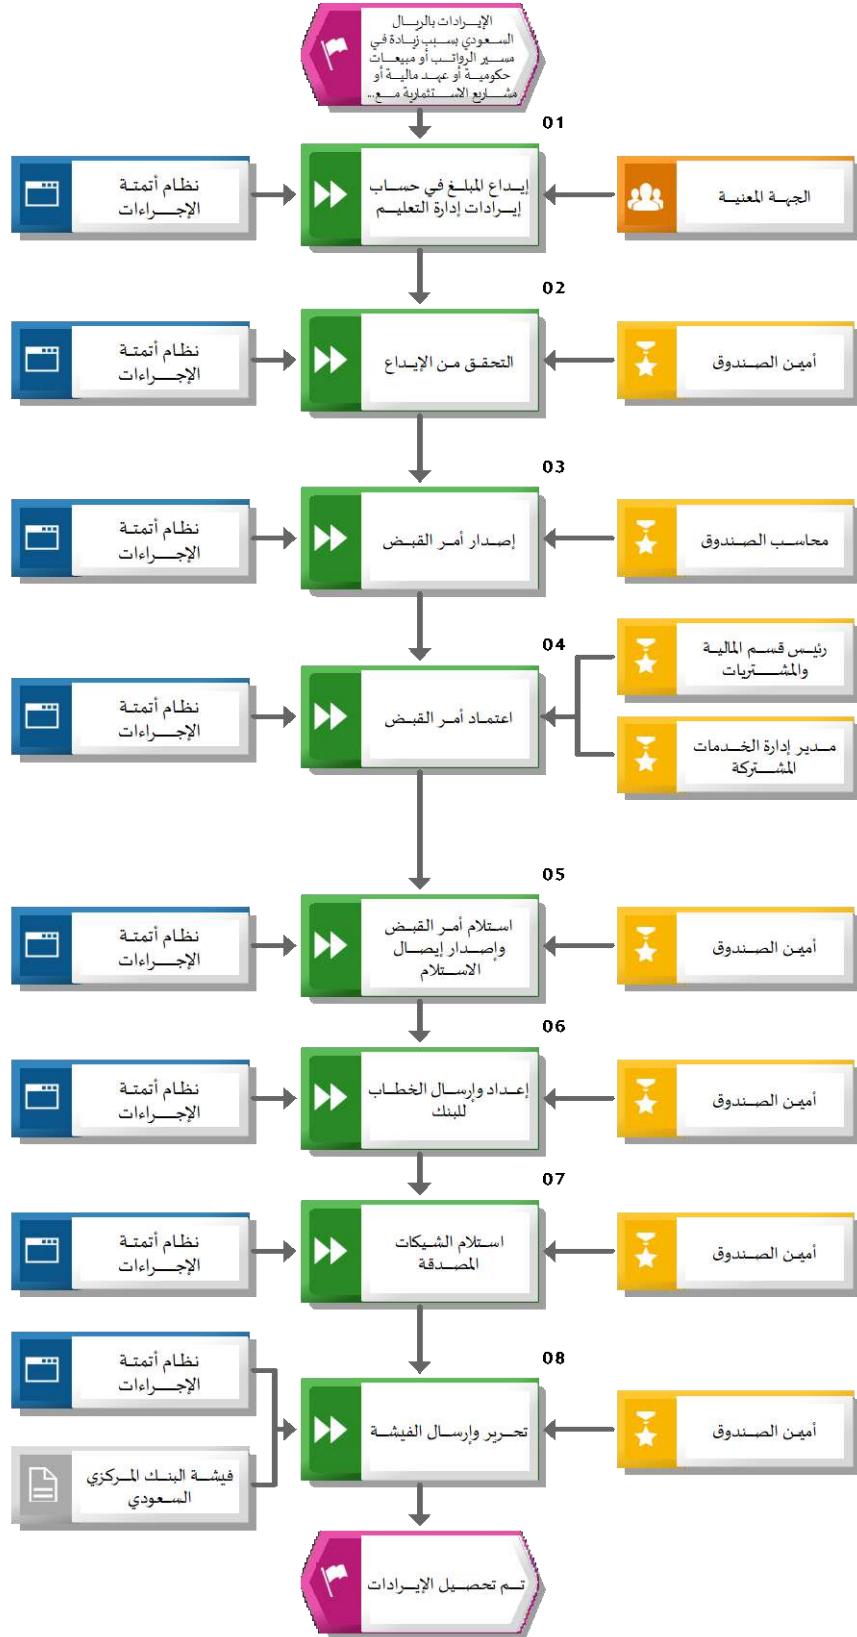 الإيرادات بالريال
السعودي بسبب زيادة في
مسير الرواتب أو مبيعات
حكومية أو عهد مالية أو
مشاريع الاستثمارية مع...
01
الجهة المعنية
إيداع المبلغ في حساب
إيرادات إدارة التعليم
نظام أتمتة
الإجراءات
02
أمين الصندوق
التحقق من الإيداع
نظام أتمتة
الإجراءات
03
محاسب الصندوق
إصدار أمر القبض
نظام أتمتة
الإجراءات
04
رئيس قسم المالية
والمشتريات
مدير إدارة الخدمات
المشتركة
اعتماد أمر القبض
نظام أتمتة
الإجراءات
05
أمين الصندوق
استلام أمر القبض
وإصدار إيصال
الاستلام
نظام أتمتة
الإجراءات
06
أمين الصندوق
إعداد وإرسال الخطاب
للبنك
نظام أتمتة
الإجراءات
07
أمين الصندوق
استلام الشيكات
المصدقة
نظام أتمتة
الإجراءات
08
أمين الصندوق
تحرير وإرسال الفيشة
نظام أتمتة
الإجراءات
فيشة البنك المركزي
السعودي
تم تحصيل الإيرادات